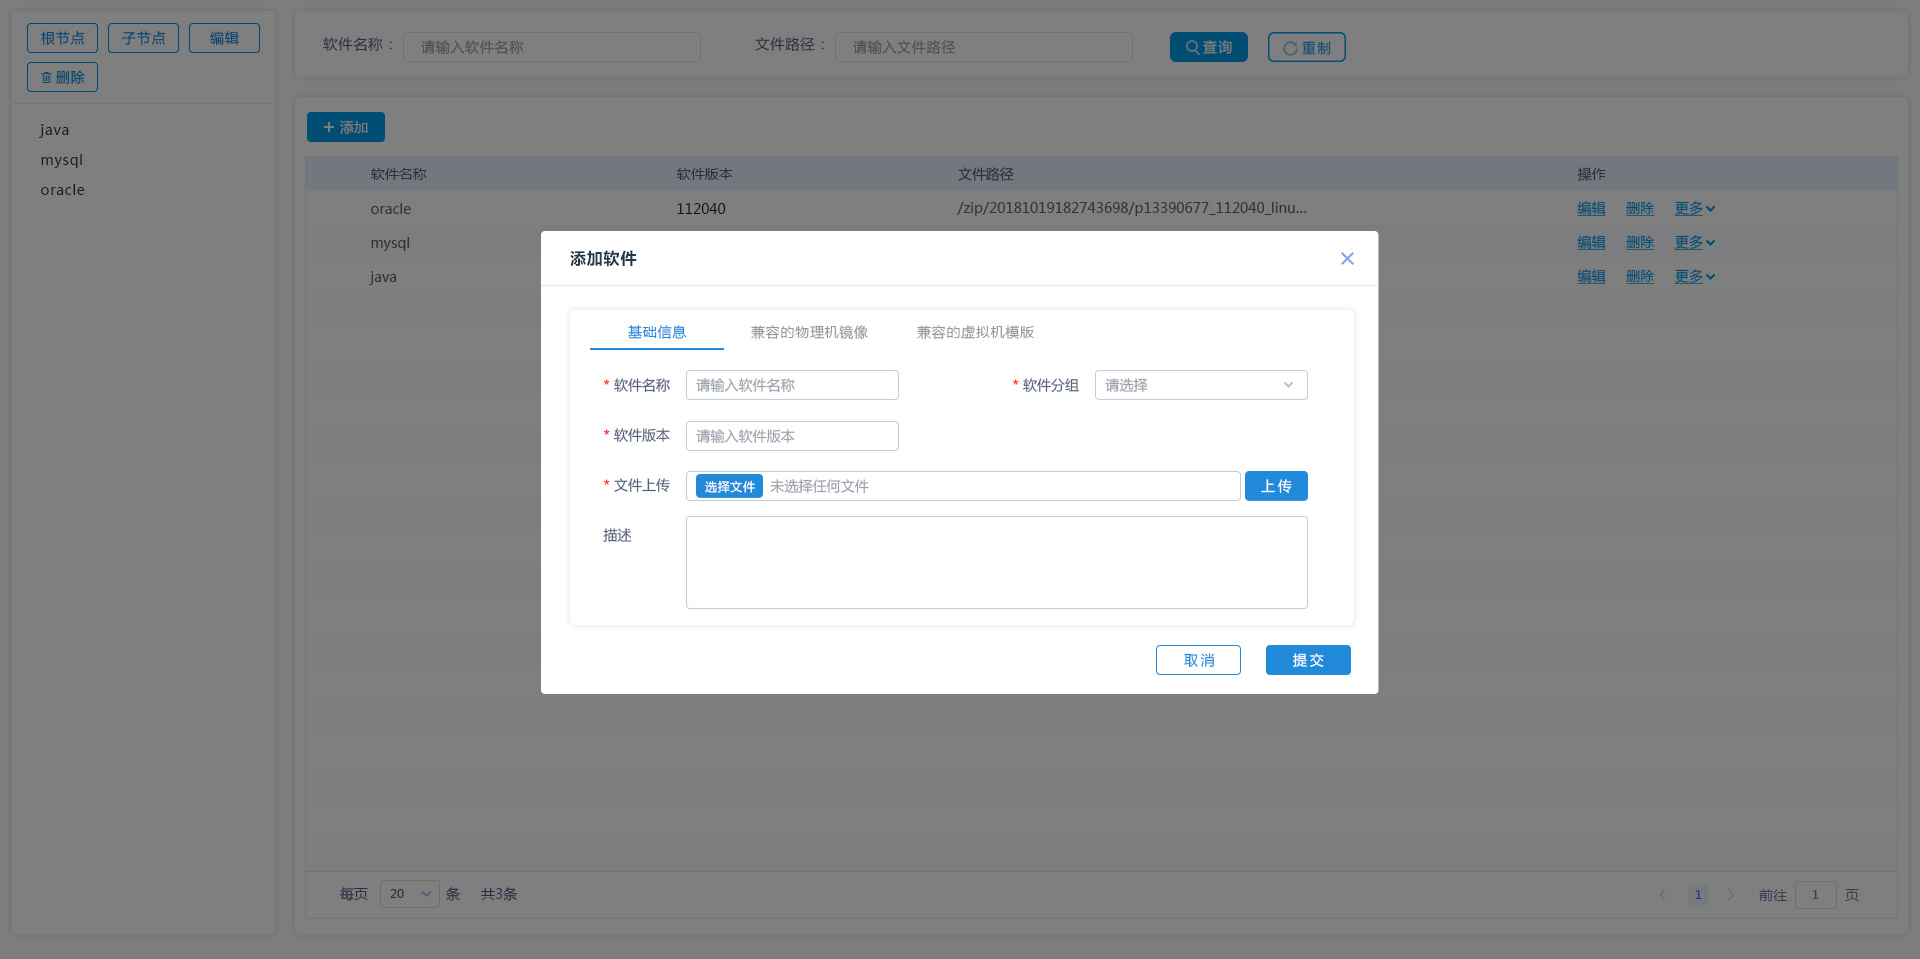 根节点 子节点 编辑
删除
java
mysql
oracle
软件名称： 请输入软件名称 文件路径： 请输入文件路径 查询 重制
+ 添加
软件名称 软件版本 文件路径 操作
oracle 112040 /zip/20181019182743698/p13390677_112040_linu... 编辑 删除 更多
mysql 编辑 删除 更多
java 编辑 删除 更多
添加软件
基础信息 兼容的物理机镜像 兼容的虚拟机模版
* 软件名称 请输入软件名称 * 软件分组 请选择
* 软件版本 请输入软件版本
* 文件上传 选择文件 未选择任何文件 上传
描述
取消 提交
每页 20 条 共3条 1 前往 1 页